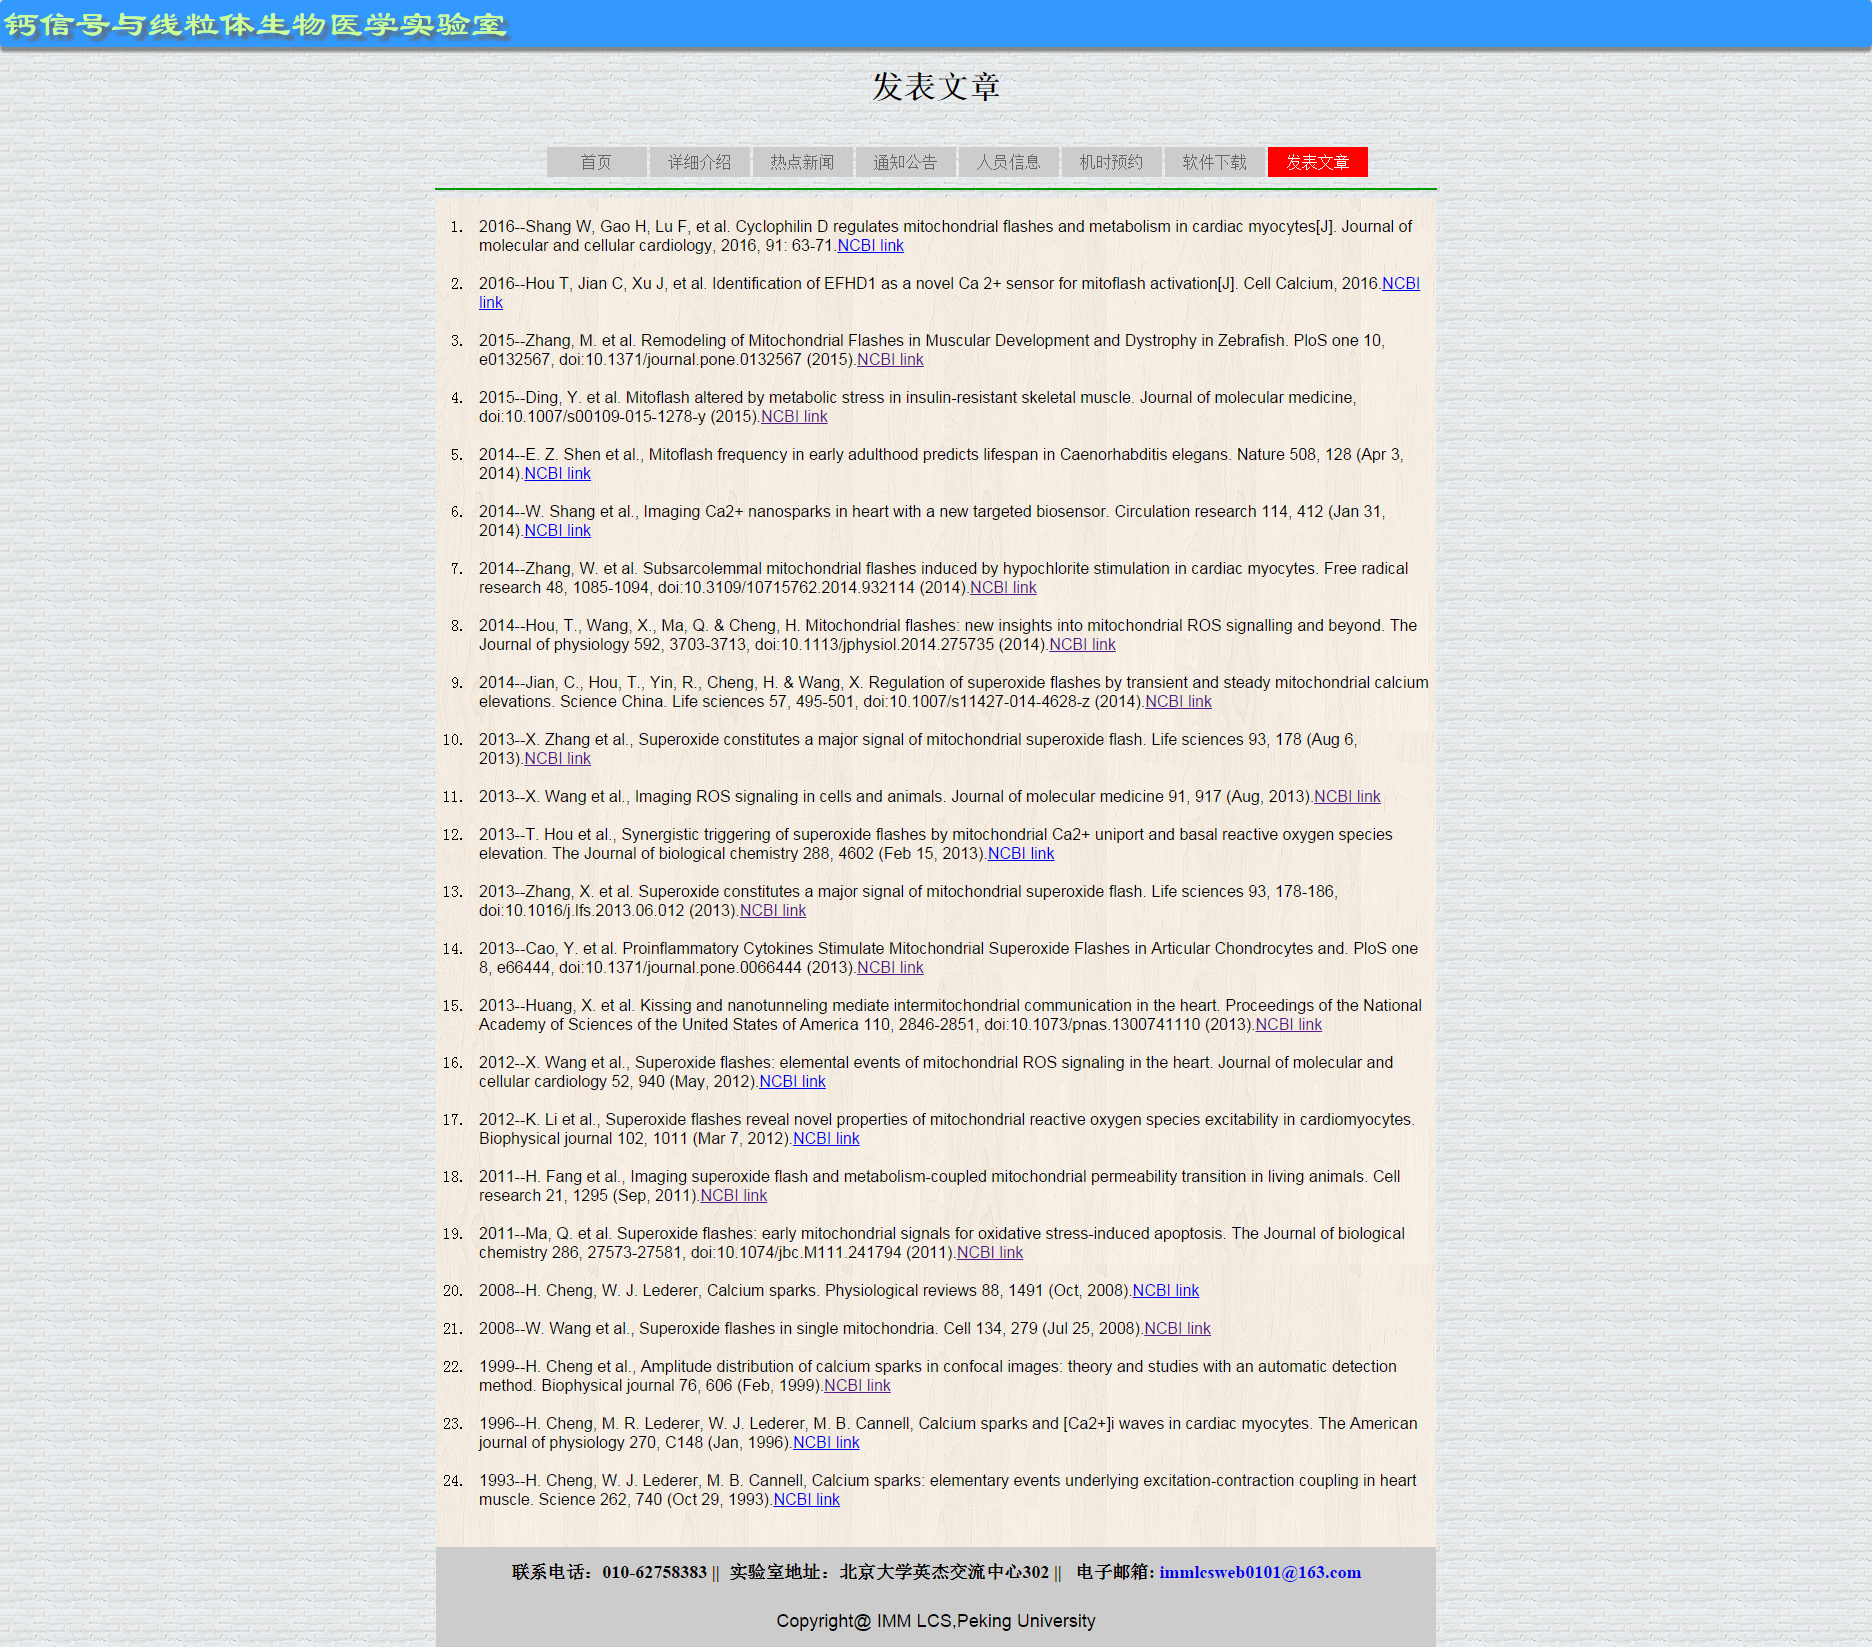 钙信号与线粒体生物医学实验室
发表文章
首页 详细介绍 热点新闻 通知公告 人员信息 机时预约 软件下载 发表文章
1. 2016--Shang W, Gao H, Lu F, et al. Cyclophilin D regulates mitochondrial flashes and metabolism in cardiac myocytes[J]. Journal of
molecular and cellular cardiology, 2016, 91: 63-71.NCBI link
2. 2016--Hou T, Jian C, Xu J, et al. Identification of EFHD1 as a novel Ca 2+ sensor for mitoflash activation[J]. Cell Calcium, 2016.NCBI
link
3. 2015--Zhang, M. et al. Remodeling of Mitochondrial Flashes in Muscular Development and Dystrophy in Zebrafish. PloS one 10,
e0132567, doi:10.1371/journal.pone.0132567 (2015).NCBI link
4. 2015--Ding, Y. et al. Mitoflash altered by metabolic stress in insulin-resistant skeletal muscle. Journal of molecular medicine,
doi:10.1007/s00109-015-1278-y (2015).NCBI link
5. 2014--E. Z. Shen et al., Mitoflash frequency in early adulthood predicts lifespan in Caenorhabditis elegans. Nature 508, 128 (Apr 3,
2014).NCBI link
6. 2014--W. Shang et al., Imaging Ca2+ nanosparks in heart with a new targeted biosensor. Circulation research 114, 412 (Jan 31,
2014).NCBI link
7. 2014--Zhang, W. et al. Subsarcolemmal mitochondrial flashes induced by hypochlorite stimulation in cardiac myocytes. Free radical
research 48, 1085-1094, doi:10.3109/10715762.2014.932114 (2014).NCBI link
8. 2014--Hou, T., Wang, X., Ma, Q. & Cheng, H. Mitochondrial flashes: new insights into mitochondrial ROS signalling and beyond. The
Journal of physiology 592, 3703-3713, doi:10.1113/jphysiol.2014.275735 (2014).NCBI link
9. 2014--Jian, C., Hou, T., Yin, R., Cheng, H. & Wang, X. Regulation of superoxide flashes by transient and steady mitochondrial calcium
elevations. Science China. Life sciences 57, 495-501, doi:10.1007/s11427-014-4628-z (2014).NCBI link
10. 2013--X. Zhang et al., Superoxide constitutes a major signal of mitochondrial superoxide flash. Life sciences 93, 178 (Aug 6,
2013).NCBI link
11. 2013--X. Wang et al., Imaging ROS signaling in cells and animals. Journal of molecular medicine 91, 917 (Aug, 2013).NCBI link
12. 2013--T. Hou et al., Synergistic triggering of superoxide flashes by mitochondrial Ca2+ uniport and basal reactive oxygen species
elevation. The Journal of biological chemistry 288, 4602 (Feb 15, 2013).NCBI link
13. 2013--Zhang, X. et al. Superoxide constitutes a major signal of mitochondrial superoxide flash. Life sciences 93, 178-186,
doi:10.1016/j.lfs.2013.06.012 (2013).NCBI link
14. 2013--Cao, Y. et al. Proinflammatory Cytokines Stimulate Mitochondrial Superoxide Flashes in Articular Chondrocytes and. PloS one
8, e66444, doi:10.1371/journal.pone.0066444 (2013).NCBI link
15. 2013--Huang, X. et al. Kissing and nanotunneling mediate intermitochondrial communication in the heart. Proceedings of the National
Academy of Sciences of the United States of America 110, 2846-2851, doi:10.1073/pnas.1300741110 (2013).NCBI link
16. 2012--X. Wang et al., Superoxide flashes: elemental events of mitochondrial ROS signaling in the heart. Journal of molecular and
cellular cardiology 52, 940 (May, 2012).NCBI link
17. 2012--K. Li et al., Superoxide flashes reveal novel properties of mitochondrial reactive oxygen species excitability in cardiomyocytes.
Biophysical journal 102, 1011 (Mar 7, 2012).NCBI link
18. 2011--H. Fang et al., Imaging superoxide flash and metabolism-coupled mitochondrial permeability transition in living animals. Cell
research 21, 1295 (Sep, 2011).NCBI link
19. 2011--Ma, Q. et al. Superoxide flashes: early mitochondrial signals for oxidative stress-induced apoptosis. The Journal of biological
chemistry 286, 27573-27581, doi:10.1074/jbc.M111.241794 (2011).NCBI link
20. 2008--H. Cheng, W. J. Lederer, Calcium sparks. Physiological reviews 88, 1491 (Oct, 2008).NCBI link
21. 2008--W. Wang et al., Superoxide flashes in single mitochondria. Cell 134, 279 (Jul 25, 2008).NCBI link
22. 1999--H. Cheng et al., Amplitude distribution of calcium sparks in confocal images: theory and studies with an automatic detection
method. Biophysical journal 76, 606 (Feb, 1999).NCBI link
23. 1996--H. Cheng, M. R. Lederer, W. J. Lederer, M. B. Cannell, Calcium sparks and [Ca2+]i waves in cardiac myocytes. The American
journal of physiology 270, C148 (Jan, 1996).NCBI link
24. 1993--H. Cheng, W. J. Lederer, M. B. Cannell, Calcium sparks: elementary events underlying excitation-contraction coupling in heart
muscle. Science 262, 740 (Oct 29, 1993).NCBI link
联系电话：010-62758383 || 实验室地址：北京大学英杰交流中心302 || 电子邮箱: immlcsweb0101@163.com
Copyright@ IMM LCS,Peking University